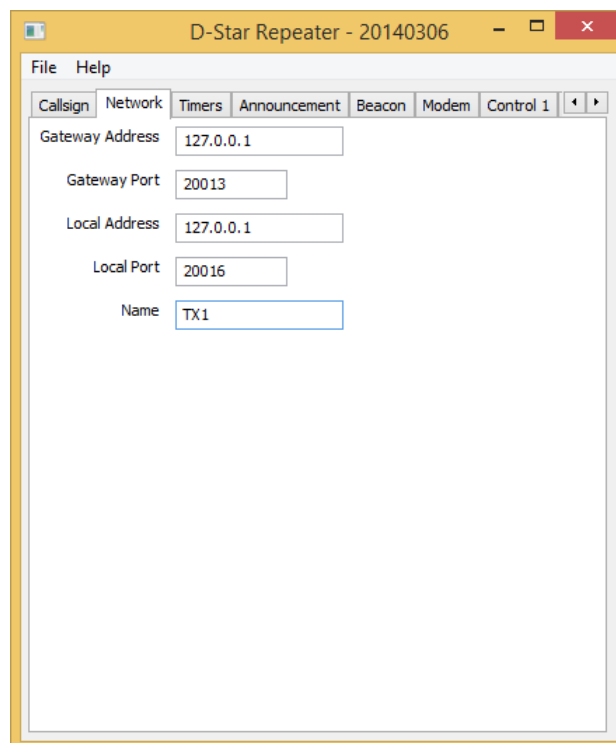 D-Star Repeater - 20140306
File Help
Callsign Network Timers Announcement Beacon Modem Control 1
Gateway Address 127.0.0.1
Gateway Port 20013
Local Address 127.0.0.1
Local Port 20016
Name TX1